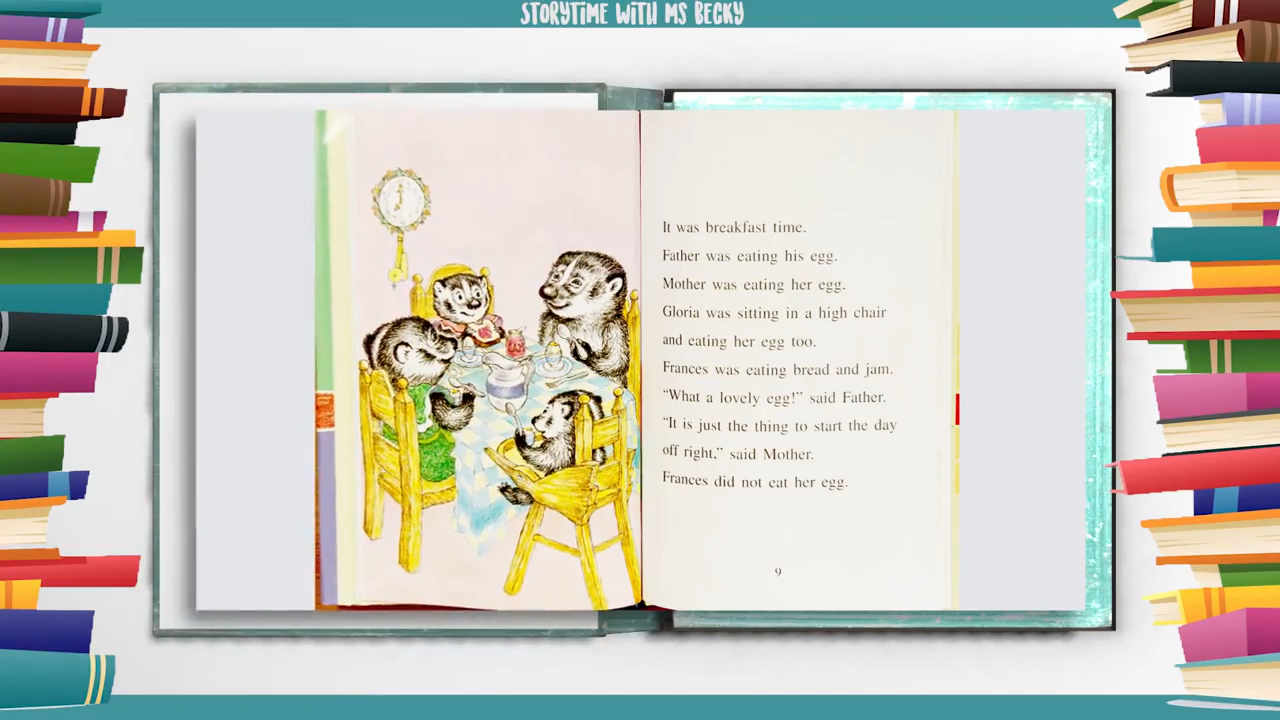 STORYTIME WITH MS BECKY
It was breakfast time.
Father was eating his egg.
Mother was eating her egg.
Gloria was sitting in a high chair
and eating her egg too.
Frances was eating bread and jam.
“What a lovely egg!” said Father.
“It is just the thing to start the day
off right,” said Mother.
Frances did not eat her egg.
9